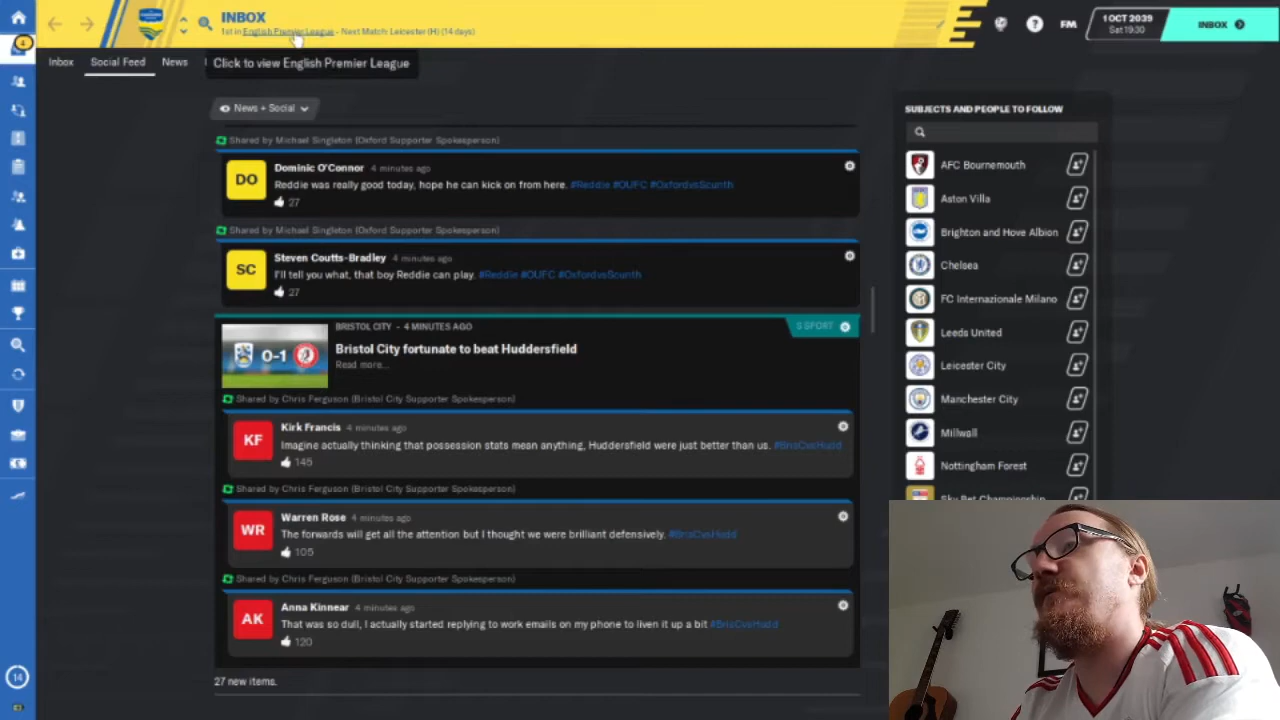 INBOX
1st in English Premier League - Next Match: Leicester (H) (14 days)
FM
1 OCT 2039
Sat 19:30
INBOX
4
Inbox
Social Feed
News
Click to view English Premier League
News + Social
SUBJECTS AND PEOPLE TO FOLLOW
Shared by Michael Singleton (Oxford Supporter Spokesperson)
DO
Dominic O'Connor 4 minutes ago
Reddie was really good today, hope he can kick on from here. #Reddie #OUFC #OxfordvsScunth
27
Shared by Michael Singleton (Oxford Supporter Spokesperson)
SC
Steven Coutts-Bradley 4 minutes ago
I'll tell you what, that boy Reddie can play. #Reddie #OUFC #OxfordvsScunth
27
0-1
BRISTOL CITY - 4 MINUTES AGO
S SPORT
Bristol City fortunate to beat Huddersfield
Read more...
Shared by Chris Ferguson (Bristol City Supporter Spokesperson)
KF
Kirk Francis 4 minutes ago
Imagine actually thinking that possession stats mean anything, Huddersfield were just better than us. #BrisCvsHudd
145
Shared by Chris Ferguson (Bristol City Supporter Spokesperson)
WR
Warren Rose 4 minutes ago
The forwards will get all the attention but I thought we were brilliant defensively. #BrisCvsHudd
105
Shared by Chris Ferguson (Bristol City Supporter Spokesperson)
AK
Anna Kinnear 4 minutes ago
That was so dull, I actually started replying to work emails on my phone to liven it up a bit #BrisCvsHudd
120
27 new items.
AFC Bournemouth
Aston Villa
Brighton and Hove Albion
Chelsea
FC Internazionale Milano
Leeds United
Leicester City
Manchester City
Millwall
Nottingham Forest
Sky Bet Championship
14